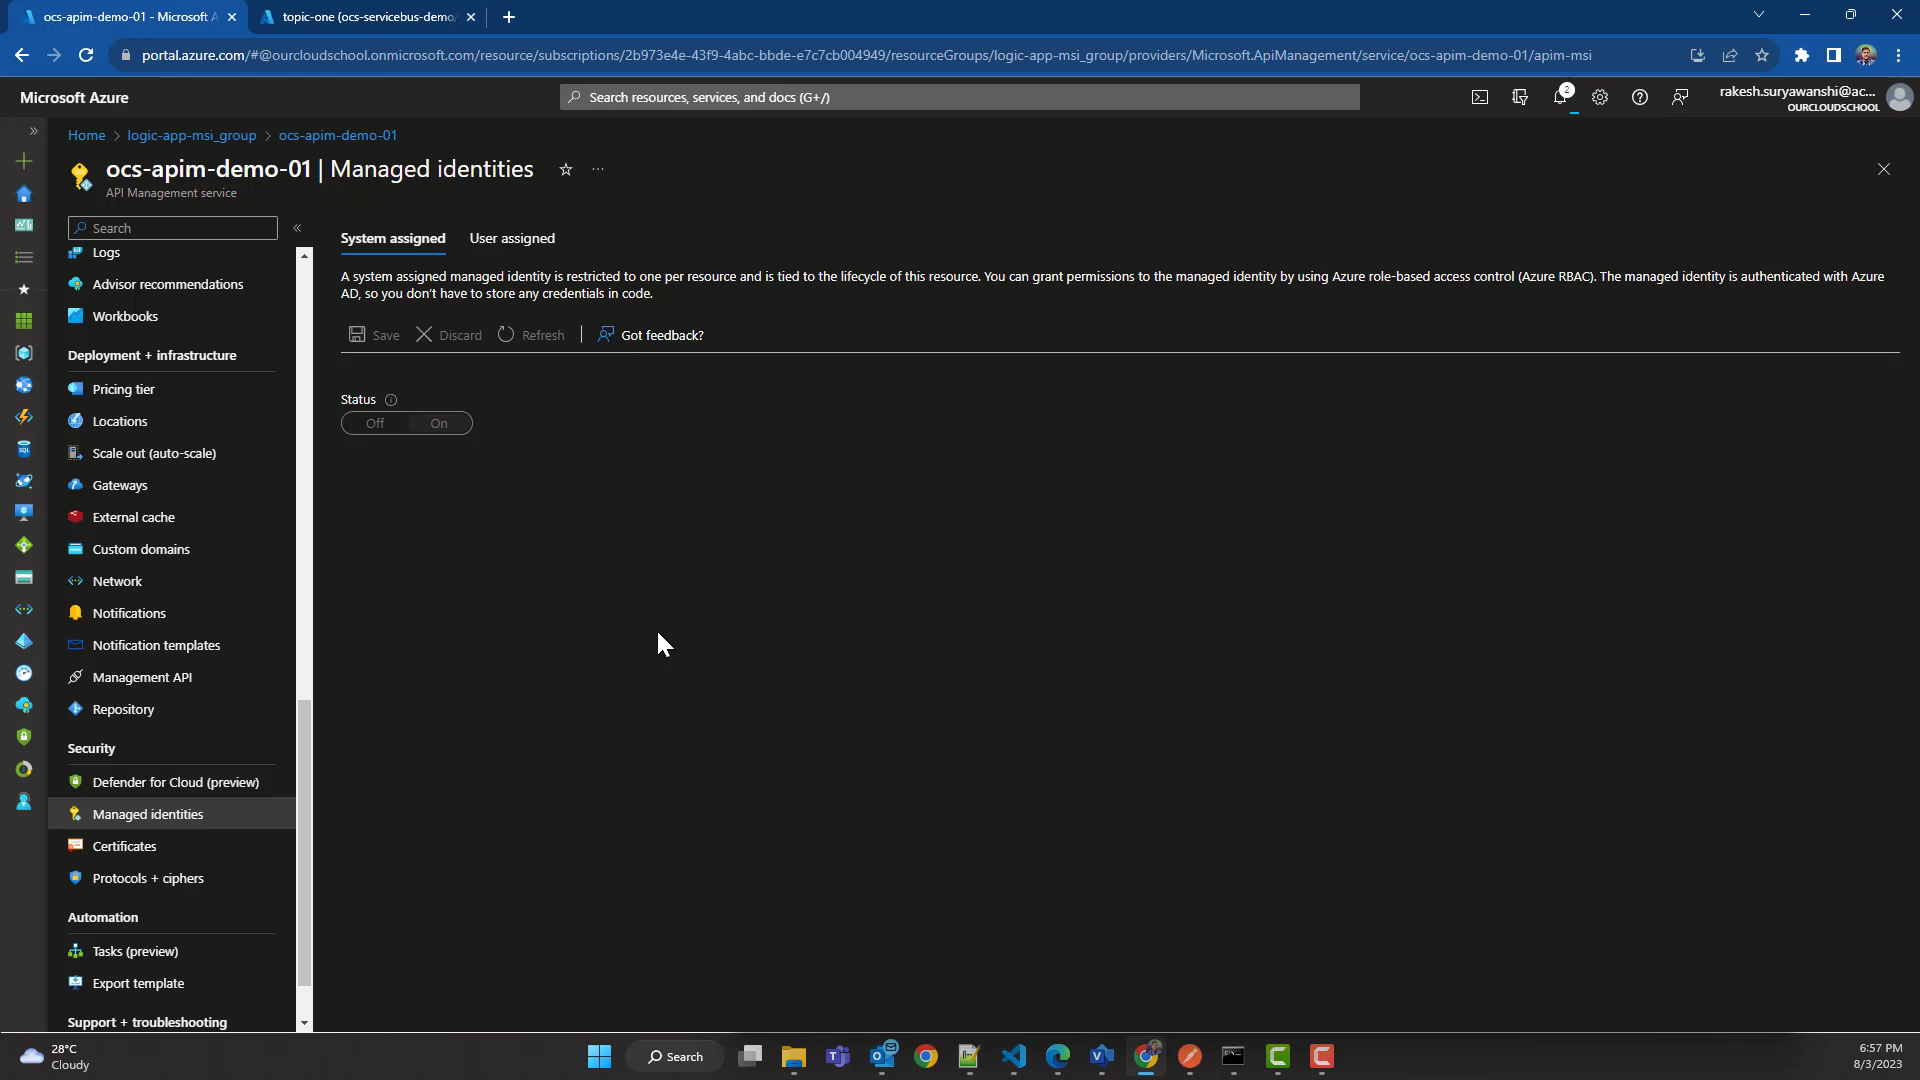 ocs-apim-demo-01 - Microsoft A
topic-one (ocs-servicebus-demo/
portal.azure.com/#@ourcloudschool.onmicrosoft.com/resource/subscriptions/2b973e4e-43f9-4abc-bbde-e7c7cb004949/resourceGroups/logic-app-msi_group/providers/Microsoft.ApiManagement/service/ocs-apim-demo-01/apim-msi
Microsoft Azure
Search resources, services, and docs (G+/)
2
rakesh.suryawanshi@ac...
OURCLOUDSCHOOL
Home > logic-app-msi_group > ocs-apim-demo-01
ocs-apim-demo-01 | Managed identities
API Management service
Search
Logs
Advisor recommendations
Workbooks
Deployment + infrastructure
Pricing tier
Locations
Scale out (auto-scale)
Gateways
External cache
Custom domains
Network
Notifications
Notification templates
Management API
Repository
Security
Defender for Cloud (preview)
Managed identities
Certificates
Protocols + ciphers
Automation
Tasks (preview)
Export template
Support + troubleshooting
System assigned
User assigned
A system assigned managed identity is restricted to one per resource and is tied to the lifecycle of this resource. You can grant permissions to the managed identity by using Azure role-based access control (Azure RBAC). The managed identity is authenticated with Azure
AD, so you don't have to store any credentials in code.
Save
Discard
Refresh
Got feedback?
Status
Off
On
28°C
Cloudy
Search
6:57 PM
8/3/2023